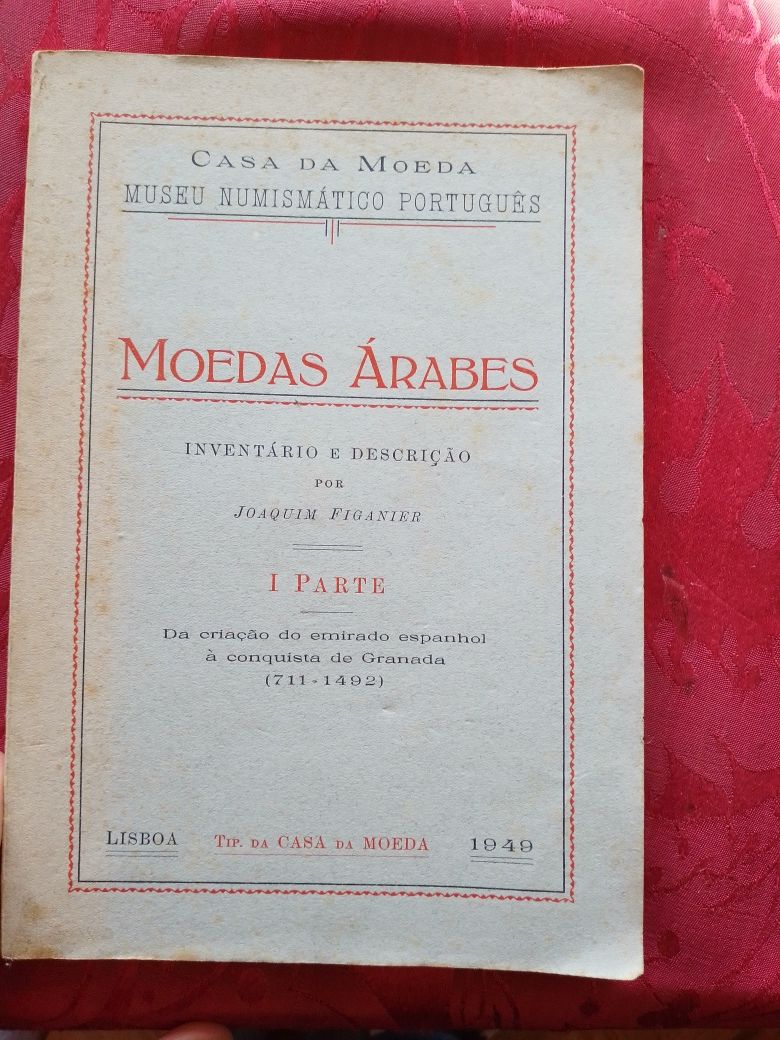 CASA DA MOEDA
MUSEU NUMISMÁTICO PORTUGUÊS
MOEDAS ÁRABES
INVENTÁRIO E DESCRIÇÃO
POR
JOAQUIM FIGANIER
I PARTE
Da criação do emirado espanhol
à conquista de Granada
(711-1492)
LISBOA TIP. DA CASA DA MOEDA 1949